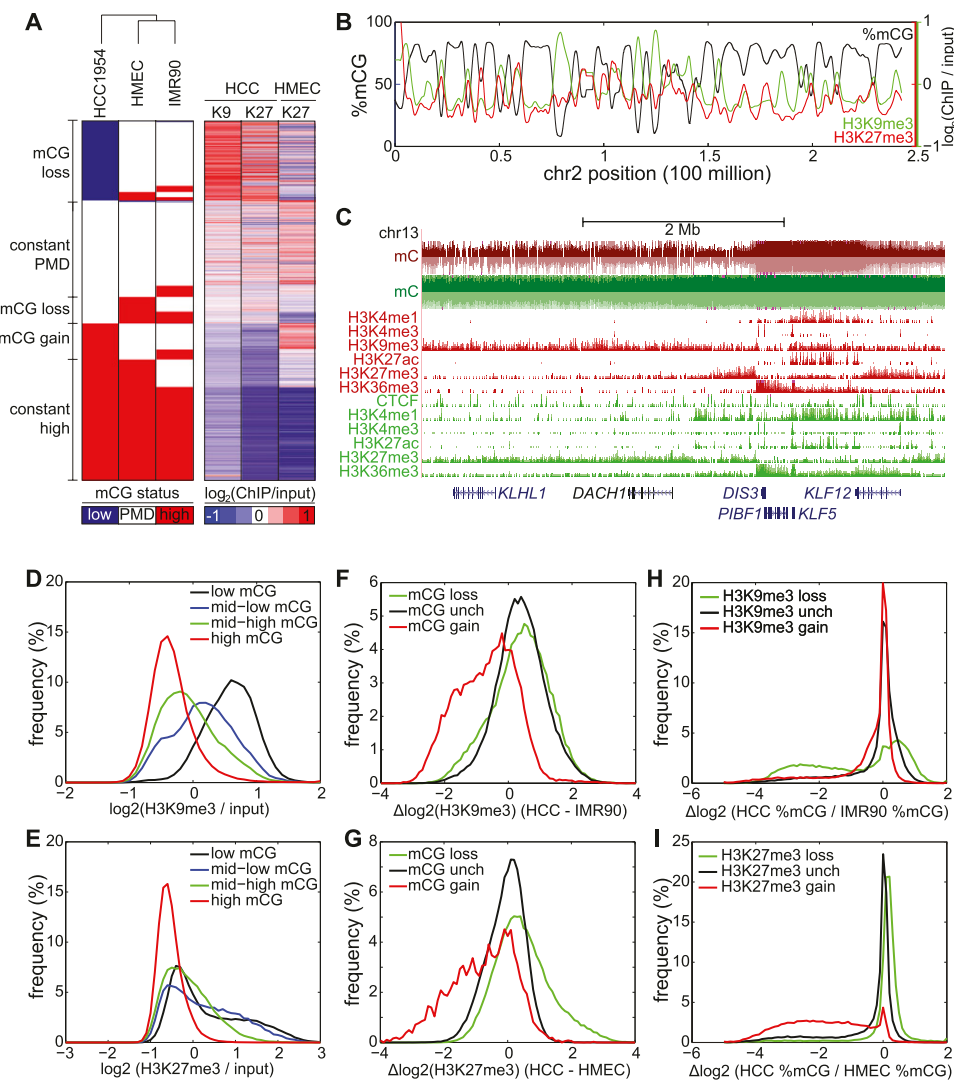 A
HCC1954
HMEC
IMR90
HCC HMEC
K9 K27 K27
mCG loss
constant PMD
mCG loss
mCG gain
constant high
mCG status
low PMD high
log2(ChIP/input)
-1 0 1
B
%mCG
100
50
0
%mCG
H3K9me3
H3K27me3
1
0
−1
log2(ChIP / input)
0 0.5 1 1.5 2 2.5
chr2 position (100 million)
C
2 Mb
chr13
mC
mC
H3K4me1
H3K4me3
H3K9me3
H3K27ac
H3K27me3
H3K36me3
CTCF
H3K4me1
H3K4me3
H3K27ac
H3K27me3
H3K36me3
KLHL1 DACH1 DIS3 KLF12
PIBF1 KLF5
D
frequency (%)
20
15
10
5
0
low mCG
mid−low mCG
mid−high mCG
high mCG
−2 −1 0 1 2
log2(H3K9me3 / input)
F
frequency (%)
6
5
4
3
2
1
0
mCG loss
mCG unch
mCG gain
−4 −2 0 2 4
Δlog2(H3K9me3) (HCC - IMR90)
H
frequency (%)
20
15
10
5
0
H3K9me3 loss
H3K9me3 unch
H3K9me3 gain
−6 −4 −2 0 2
Δlog2 (HCC %mCG / IMR90 %mCG)
E
frequency (%)
20
15
10
5
0
low mCG
mid−low mCG
mid−high mCG
high mCG
−3 −2 −1 0 1 2 3
log2 (H3K27me3 / input)
G
frequency (%)
8
6
4
2
0
mCG loss
mCG unch
mCG gain
−4 −2 0 2 4
Δlog2(H3K27me3) (HCC - HMEC)
I
frequency (%)
25
20
15
10
5
0
H3K27me3 loss
H3K27me3 unch
H3K27me3 gain
−6 −4 −2 0 2
Δlog2 (HCC %mCG / HMEC %mCG)